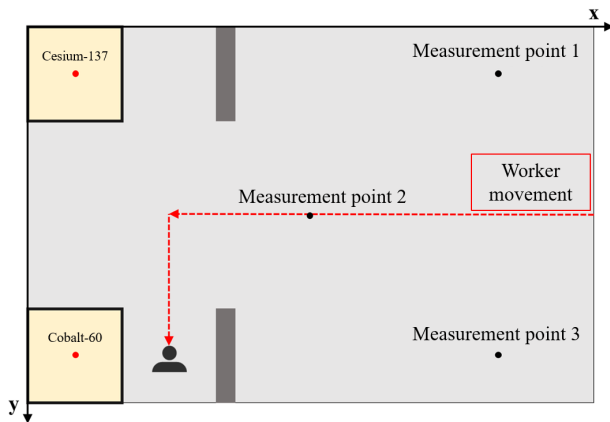 x
Cesium-137
Measurement point 1
Worker
movement
Measurement point 2
Cobalt-60
Measurement point 3
y